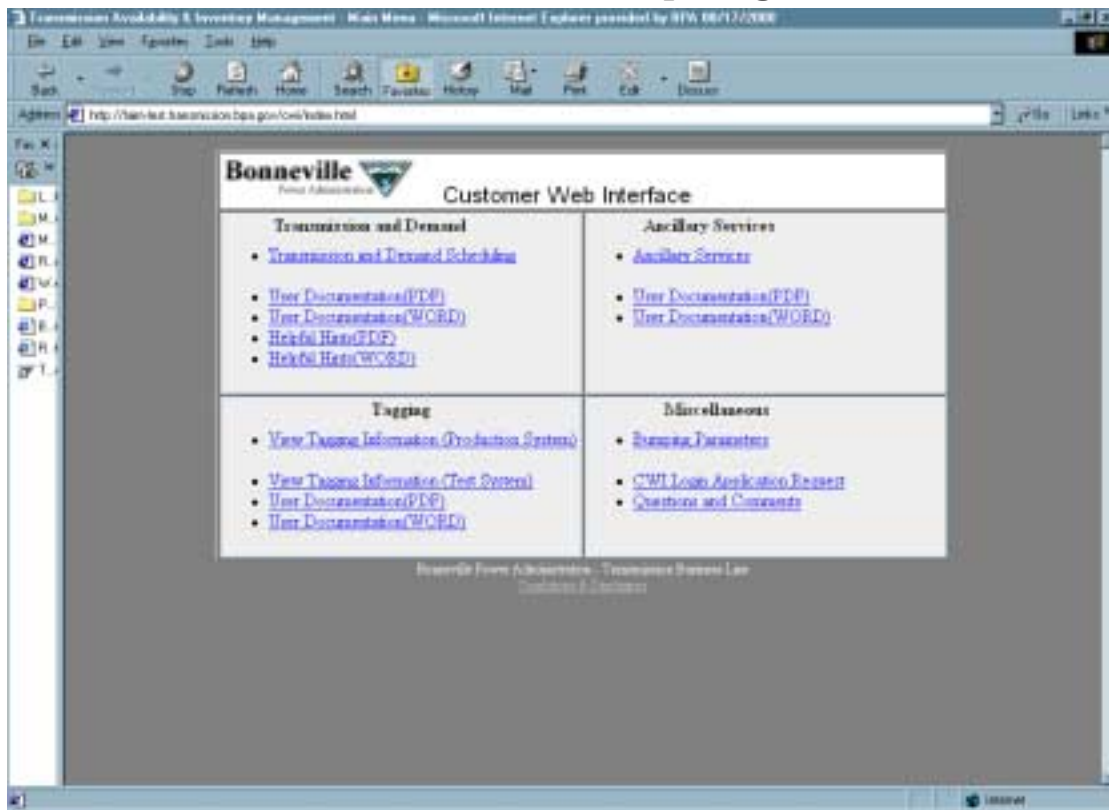 Transmission Availability & Inventory Management - Main Menu - Microsoft Internet Explorer provided by BPA 08/17/2000
File Edit View Favorites Tools Help
Back Stop Refresh Home Search Favorites History Mail Print Edit Discuss
Address
Go Links
Bonneville
Power Administration
Customer Web Interface
Transmission and Demand
Transmission and Demand Scheduling
User Documentation(PDF)
User Documentation(WORD)
Helpful Hints(PDF)
Helpful Hints(WORD)
Ancillary Services
Ancillary Services
User Documentation(PDF)
User Documentation(WORD)
Tagging
View Tagging Information (Production System)
View Tagging Information (Test System)
User Documentation(PDF)
User Documentation(WORD)
Miscellaneous
Bumping Parameters
CWI Login Application Request
Questions and Comments
Bonneville Power Administration - Transmission Business Line
Internet